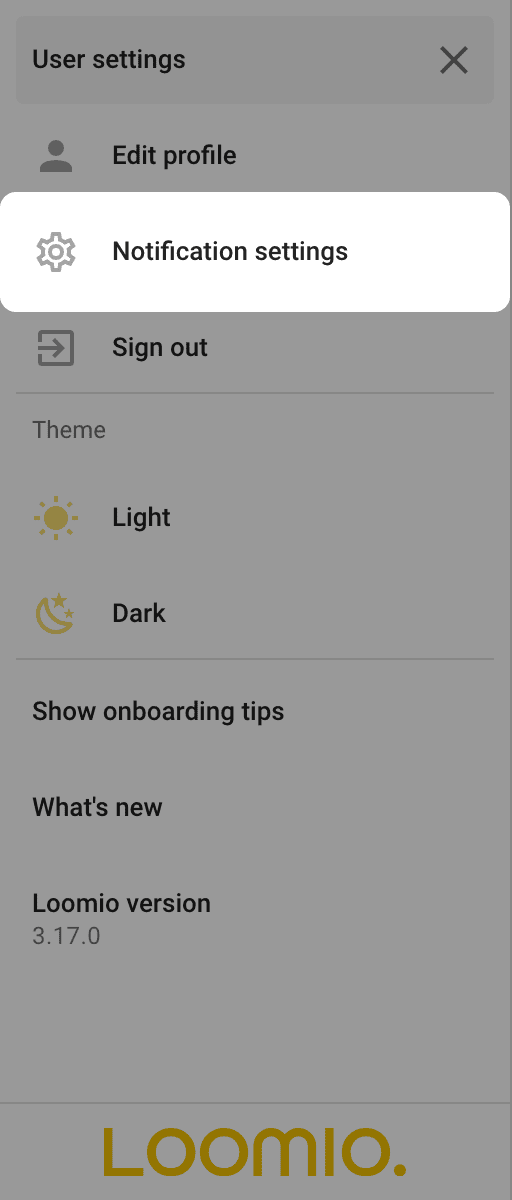 User settings
Edit profile
Notification settings
Sign out
Theme
Light
Dark
Show onboarding tips
What's new
Loomio version
3.17.0
LOOMIO.